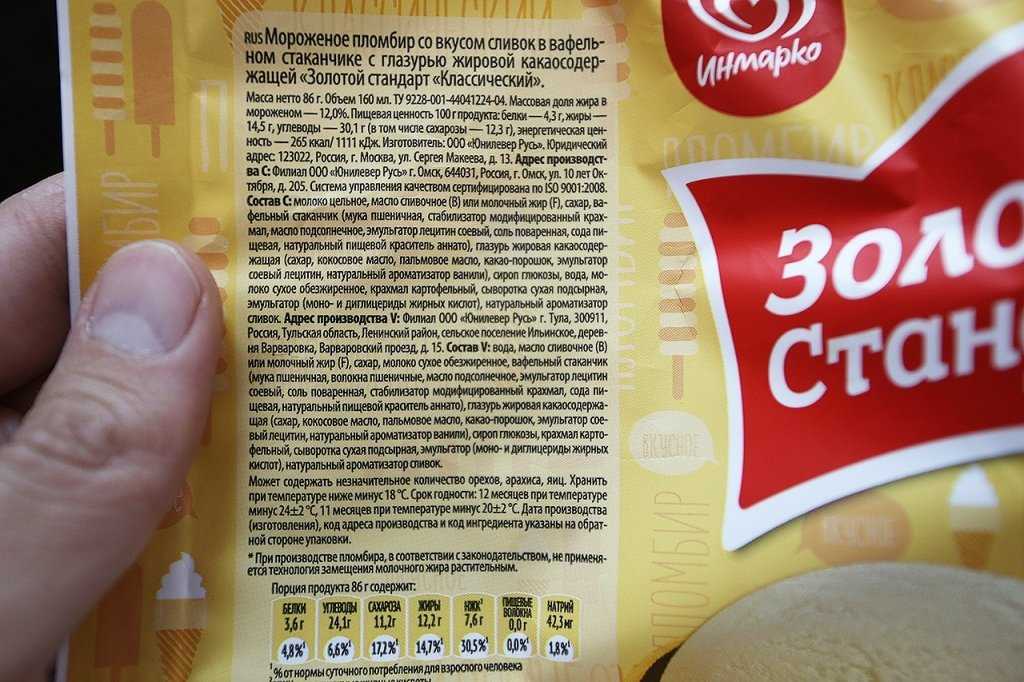 КЛАССИЧЕСКИЙ
RUS Мороженое пломбир со вкусом сливок в вафель-
ном стаканчике с глазурью жировой какаосодер-
жащей «Золотой стандарт «Классический».
Масса нетто 86 г. Объем 160 мл. ТУ 9228-001-44041224-04. Массовая доля жира в
мороженом — 12,0%. Пищевая ценность 100 г продукта: белки — 4,3 г, жиры —
14,5 г, углеводы — 30,1 г (в том числе сахарозы — 12,3 г), энергетическая цен-
ность — 265 ккал/ 1111 кДж. Изготовитель: ООО «Юнилевер Русь». Юридический
адрес: 123022, Россия, г. Москва, ул. Сергея Макеева, д. 13. Адрес производст-
ва С: Филиал ООО «Юнилевер Русь» г. Омск, 644031, Россия, г. Омск, ул. 10 лет Ок-
тября, д. 205. Система управления качеством сертифицирована по ISO 9001:2008.
Состав С: молоко цельное, масло сливочное (В) или молочный жир (F), сахар, ва-
фельный стаканчик (мука пшеничная, стабилизатор модифицированный крах-
мал, масло подсолнечное, эмульгатор лецитин соевый, соль поваренная, сода пи-
щевая, натуральный пищевой краситель аннато), глазурь жировая какаосодер-
жащая (сахар, кокосовое масло, пальмовое масло, какао-порошок, эмульгатор
соевый лецитин, натуральный ароматизатор ванили), сироп глюкозы, вода, мо-
локо сухое обезжиренное, крахмал картофельный, сыворотка сухая подсырная,
эмульгатор (моно- и диглицериды жирных кислот), натуральный ароматизатор
сливок. Адрес производства V: Филиал ООО «Юнилевер Русь» г. Тула, 300911,
Россия, Тульская область, Ленинский район, сельское поселение Ильинское, дерев-
ня Варваровка, Варваровский проезд, д. 15. Состав V: вода, масло сливочное (В)
или молочный жир (F), сахар, молоко сухое обезжиренное, вафельный стаканчик
(мука пшеничная, волокна пшеничные, масло подсолнечное, эмульгатор лецитин
соевый, соль поваренная, стабилизатор модифицированный крахмал, сода пи-
щевая, натуральный пищевой краситель аннато), глазурь жировая какаосодержа-
щая (сахар, кокосовое масло, пальмовое масло, какао-порошок, эмульгатор сое-
вый лецитин, натуральный ароматизатор ванили), сироп глюкозы, крахмал карто-
фельный, сыворотка сухая подсырная, эмульгатор (моно- и диглицериды жирных
кислот), натуральный ароматизатор сливок.
Может содержать незначительное количество орехов, арахиса, яиц. Хранить
при температуре ниже минус 18 °С. Срок годности: 12 месяцев при температуре
минус 24±2 °С, 11 месяцев при температуре минус 20±2 °С. Дата производства
(изготовления), код адреса производства и код ингредиента указаны на обрат-
ной стороне упаковки.
* При производстве пломбира, в соответствии с законодательством, не применя-
ется технология замещения молочного жира растительным.
Порция продукта 86 г содержит:
БЕЛКИ УГЛЕВОДЫ САХАРОЗА ЖИРЫ НЖК² ПИЩЕВЫЕ ВОЛОКНА НАТРИЙ
3,6 г 24,1г 11,2г 12,2 г 7,6 г 0,0 г 42,3 мг
4,8%¹ 6,6%¹ 17,2%¹ 14,7%¹ 30,5%¹ 0,0%¹ 1,8%¹
¹ % от нормы суточного потребления для взрослого человека
ИНМАРКО
ПЛОМБИР
Золо
Стан
ВКУСНОЕ
ВКУСНОЕ
ПЛОМБИР